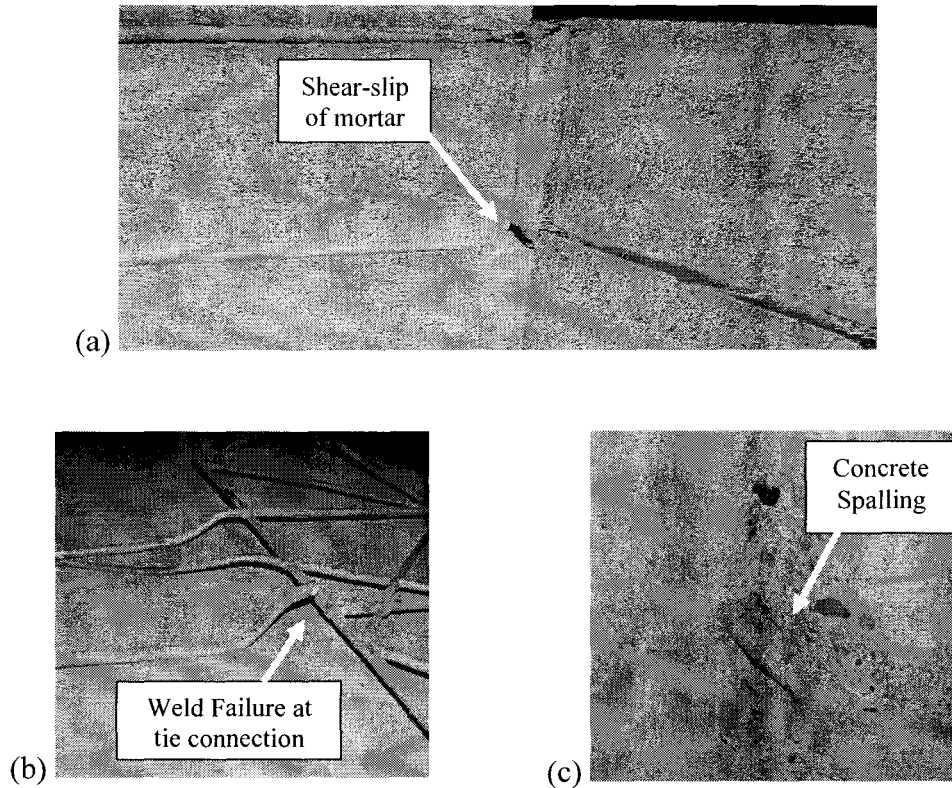 Shear-slip
of mortar
(a)
Concrete
Spalling
Weld Failure at
tie connection
(b)
(c)